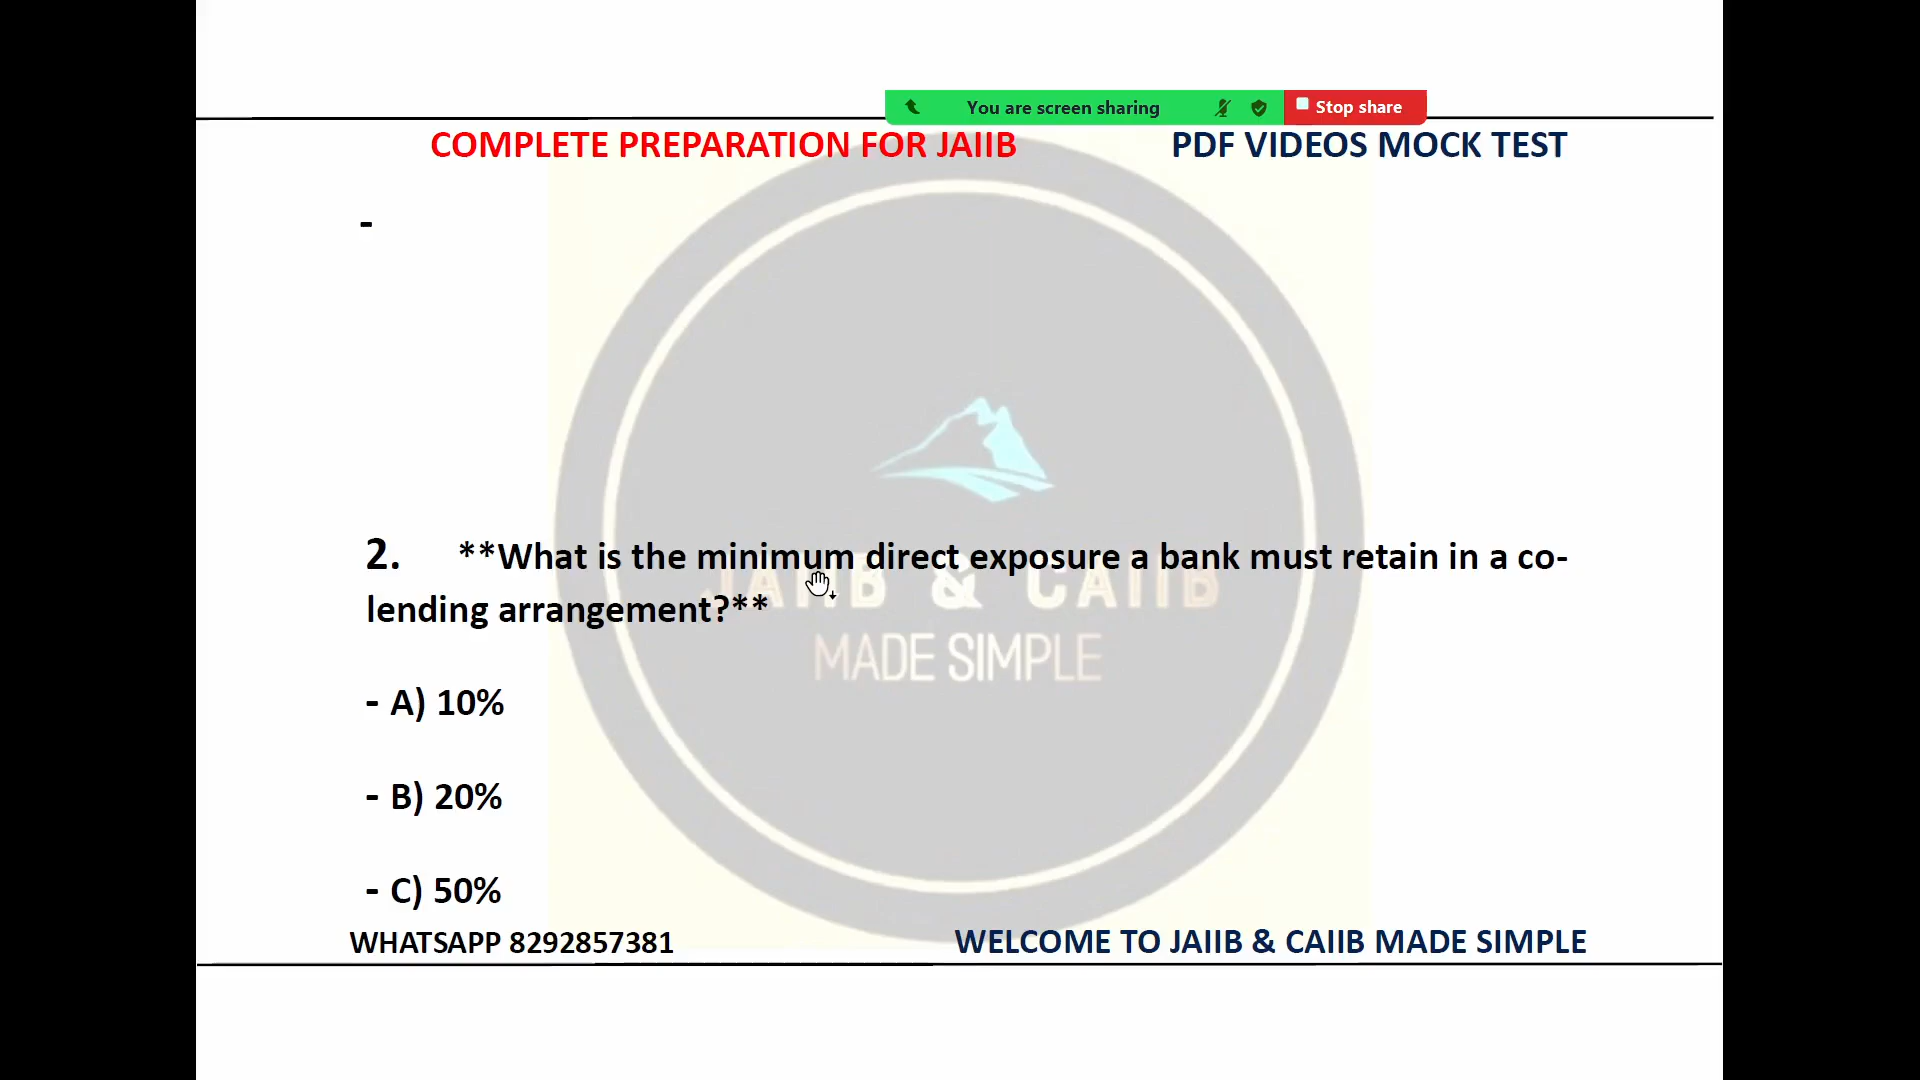 You are screen sharing
Stop share
COMPLETE PREPARATION FOR JAIIB
PDF VIDEOS MOCK TEST
-
2. **What is the minimum direct exposure a bank must retain in a co-
lending arrangement?**
JAIIB & CAIIB
MADE SIMPLE
- A) 10%
- B) 20%
- C) 50%
WHATSAPP 8292857381
WELCOME TO JAIIB & CAIIB MADE SIMPLE